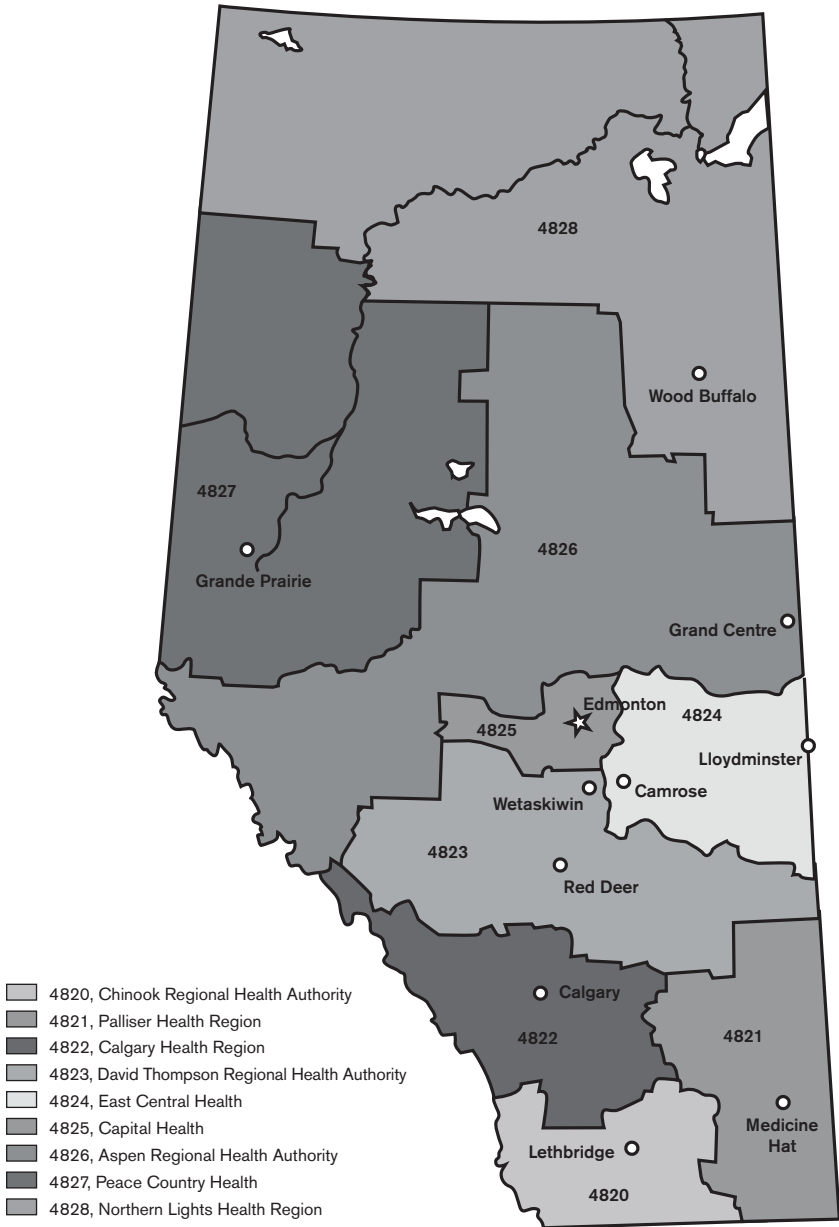 4828
Wood Buffalo
4827
Grande Prairie
4826
Grand Centre
Edmonton
4824
4825
Lloydminster
Camrose
Wetaskiwin
4823
Red Deer
Calgary
4822
4821
Medicine
Hat
Lethbridge
4820
4820, Chinook Regional Health Authority
4821, Palliser Health Region
4822, Calgary Health Region
4823, David Thompson Regional Health Authority
4824, East Central Health
4825, Capital Health
4826, Aspen Regional Health Authority
4827, Peace Country Health
4828, Northern Lights Health Region